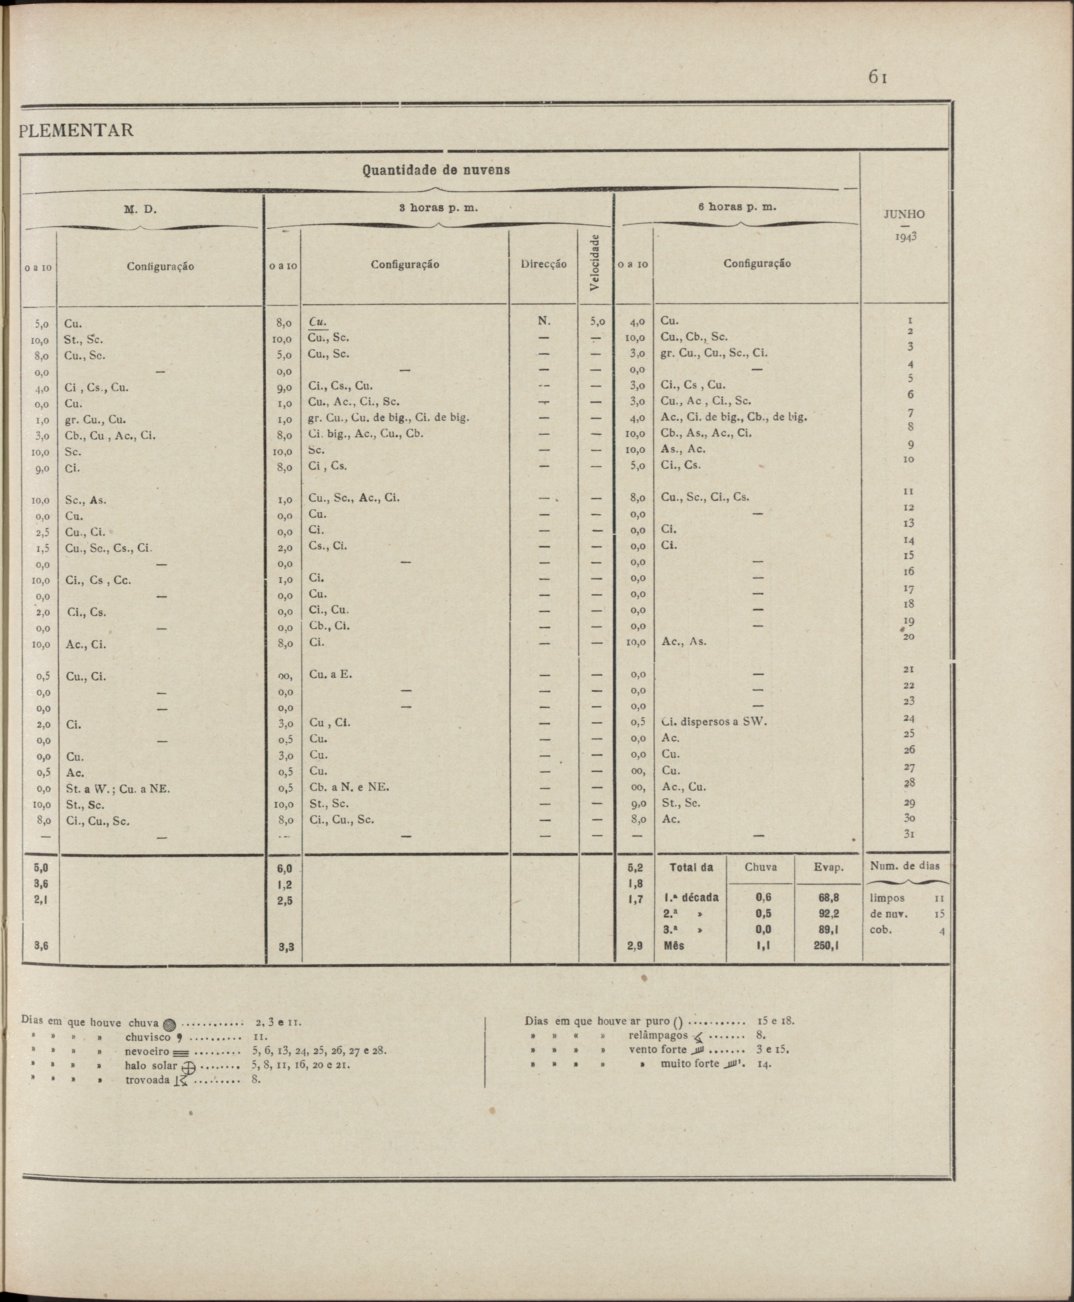 61
PLEMENTAR
Quantidade de nuvens
M. D. 3 horas p. m. 6 horas p. m. JUNHO — 1943
0 a 10 Configuração 0 a 10 Configuração Direcção Velocidade 0 a 10 Configuração
5,0 Cu. 8,0 Cu. N. 5,0 4,0 Cu. 1
10,0 St., Sc. 10,0 Cu., Sc. — — 10,0 Cu., Cb., Sc. 2
8,0 Cu., Sc. 5,0 Cu., Sc. — — 3,0 gr. Cu., Cu., Sc., Ci. 3
0,0 — 0,0 — — — 0,0 — 4
4,0 Ci , Cs., Cu. 9,0 Ci., Cs., Cu. -- — 3,0 Ci., Cs , Cu. 5
0,0 Cu. 1,0 Cu., Ac., Ci., Sc. — — 3,0 Cu., Ac , Ci., Sc. 6
1,0 gr. Cu., Cu. 1,0 gr. Cu., Cu. de big., Ci. de big. — — 4,0 Ac., Ci. de big., Cb., de big. 7
3,0 Cb., Cu , Ac., Ci. 8,0 Ci. big., Ac., Cu., Cb. — — 10,0 Cb., As., Ac., Ci. 8
10,0 Sc. 10,0 Sc. — — 10,0 As., Ac. 9
9,0 Ci. 8,0 Ci , Cs. — — 5,0 Ci., Cs. 10
10,0 Sc., As. 1,0 Cu., Sc., Ac., Ci. — — 8,0 Cu., Sc., Ci., Cs. 11
0,0 Cu. 0,0 Cu. — — 0,0 — 12
2,5 Cu., Ci. 0,0 Ci. — — 0,0 Ci. 13
1,5 Cu., Sc., Cs., Ci. 2,0 Cs., Ci. — — 0,0 Ci. 14
0,0 — 0,0 — — — 0,0 — 15
10,0 Ci., Cs , Cc. 1,0 Ci. — — 0,0 — 16
0,0 — 0,0 Cu. — — 0,0 — 17
2,0 Ci., Cs. 0,0 Ci., Cu. — — 0,0 — 18
0,0 — 0,0 Cb., Ci. — — 0,0 — 19
10,0 Ac., Ci. 8,0 Ci. — — 10,0 Ac., As. 20
0,5 Cu., Ci. 00, Cu. a E. — — 0,0 — 21
0,0 — 0,0 — — — 0,0 — 22
0,0 — 0,0 — — — 0,0 — 23
2,0 Ci. 3,0 Cu , Ci. — — 0,5 Ci. dispersos a SW. 24
0,0 — 0,5 Cu. — — 0,0 Ac. 25
0,0 Cu. 3,0 Cu. — — 0,0 Cu. 26
0,5 Ac. 0,5 Cu. — — 00, Cu. 27
0,0 St. a W.; Cu. a NE. 0,5 Cb. a N. e NE. — — 00, Ac., Cu. 28
10,0 St., Sc. 10,0 St., Sc. — — 9,0 St., Sc. 29
8,0 Ci., Cu., Sc. 8,0 Ci., Cu., Sc. — — 8,0 Ac. 30
— — -- — — — — — 31
5,0 6,0 5,2 Total da Chuva Evap. Num. de dias
3,6 1,2 1,8
2,1 2,5 1,7 1.ª década 0,6 68,8 limpos 11
2.ª » 0,5 92,2 de nuv. 15
3.ª » 0,0 89,1 cob. 4
3,6 3,3 2,9 Mês 1,1 250,1
Dias em que houve chuva ............ 2, 3 e 11.
» » » » chuvisco .......... 11.
» » » » nevoeiro ......... 5, 6, 13, 24, 25, 26, 27 e 28.
» » » » halo solar ........ 5, 8, 11, 16, 20 e 21.
» » » » trovoada ......... 8.
Dias em que houve ar puro () ........... 15 e 18.
» » « » relâmpagos ....... 8.
» » » » vento forte ....... 3 e 15.
» » » » » muito forte . 14.